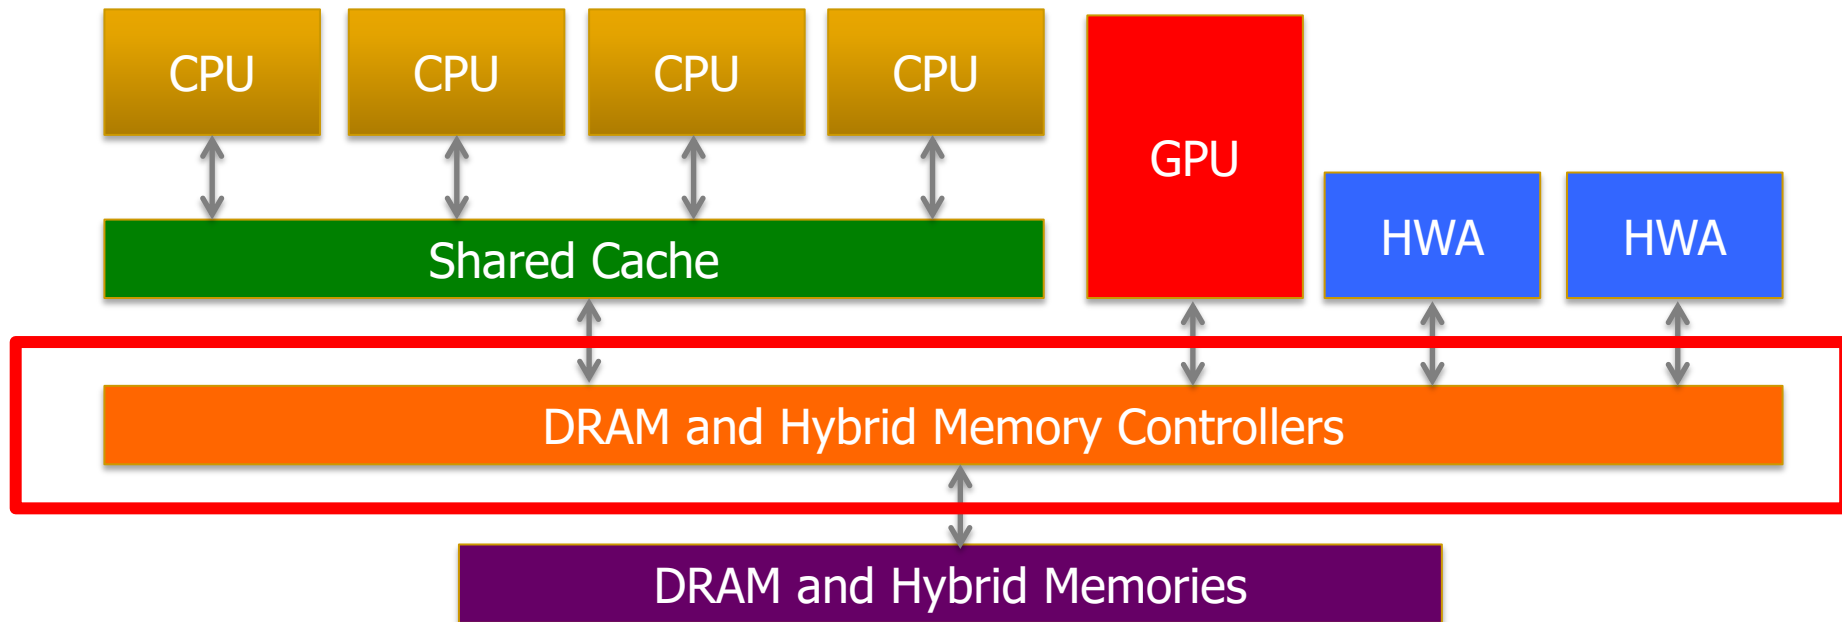 CPU
CPU
CPU
CPU
GPU
HWA
HWA
Shared Cache
DRAM and Hybrid Memory Controllers
DRAM and Hybrid Memories